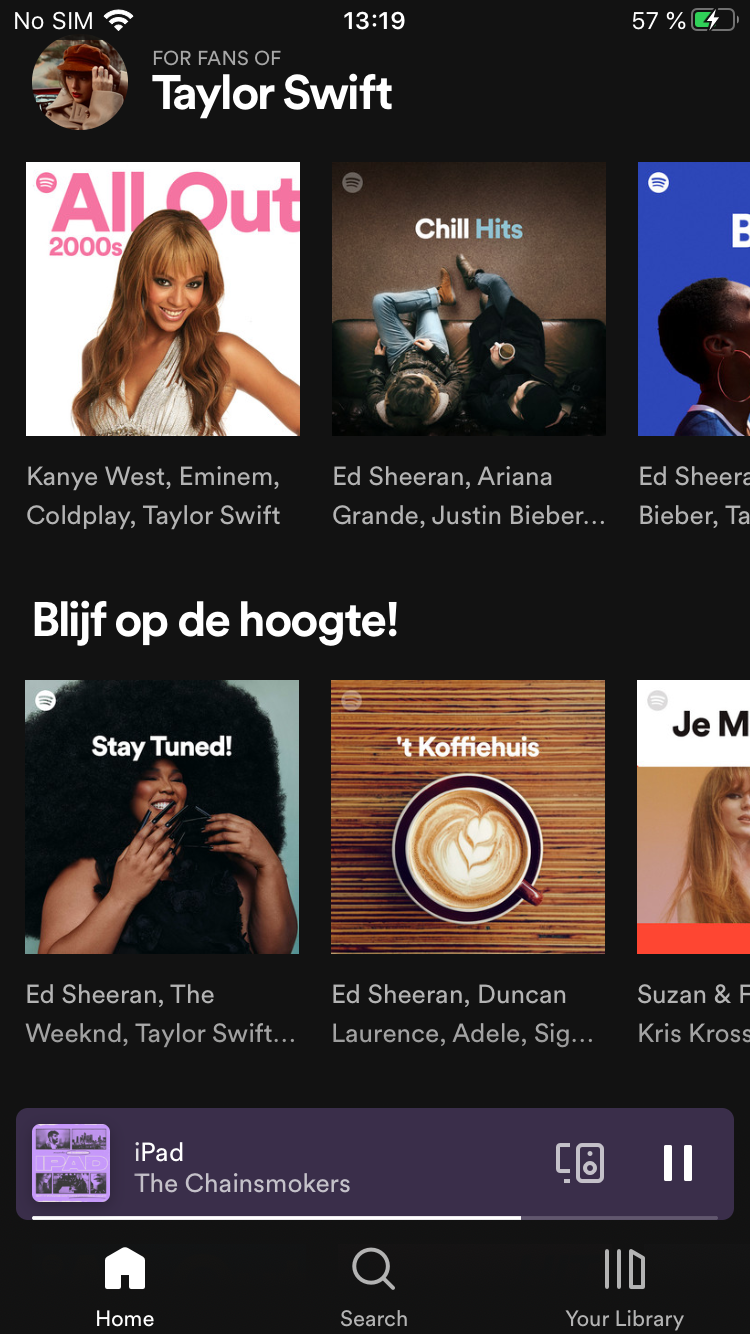 No SIM 13:19 57 %
FOR FANS OF
Taylor Swift
All Out
2000s
Chill Hits
B
Kanye West, Eminem,
Coldplay, Taylor Swift
Ed Sheeran, Ariana
Grande, Justin Bieber...
Ed Sheera
Bieber, Ta
Blijf op de hoogte!
Stay Tuned!
't Koffiehuis
Je M
Ed Sheeran, The
Weeknd, Taylor Swift...
Ed Sheeran, Duncan
Laurence, Adele, Sig...
Suzan & F
Kris Kross
IPAD
iPad
The Chainsmokers
Home
Search
Your Library